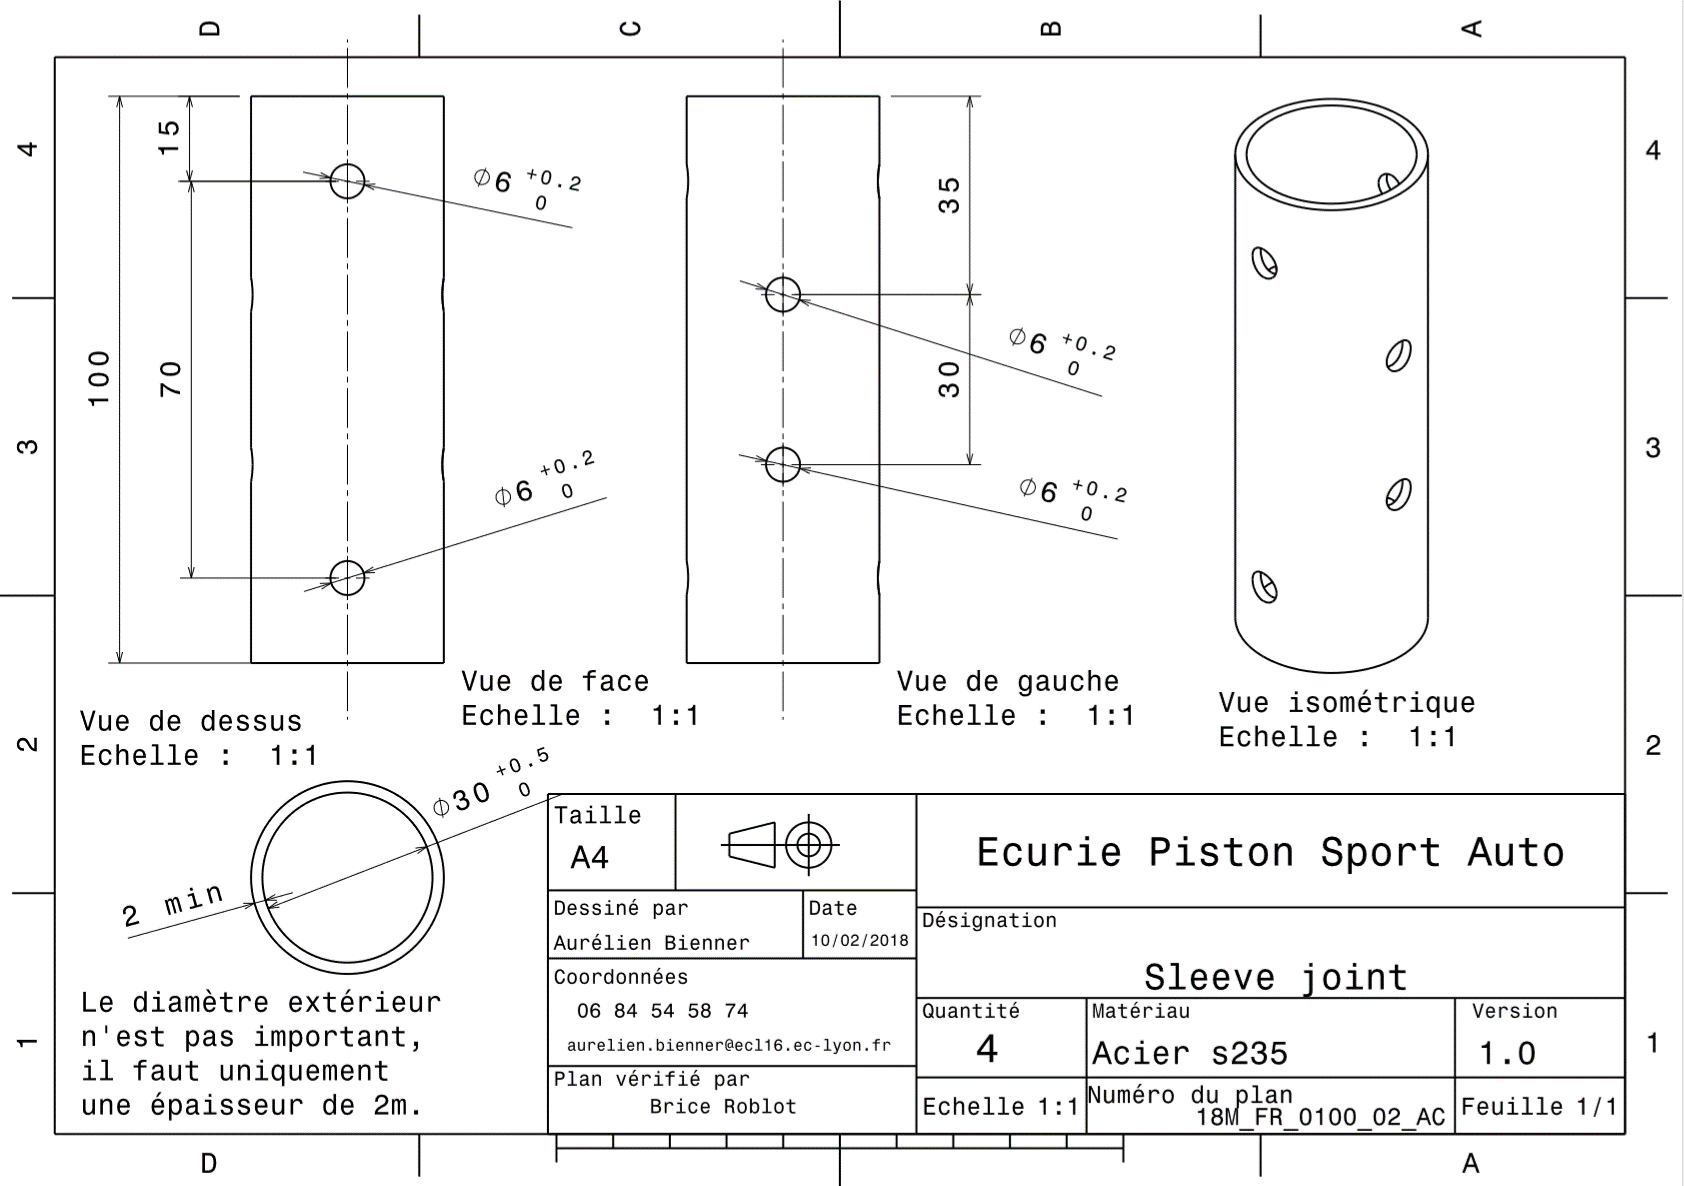 D
C
B
A
4
4
3
3
2
2
1
1
D
A
15
70
100
⌀6 +0.2
0
⌀6 +0.2
0
35
30
⌀6 +0.2
0
⌀6 +0.2
0
Vue de face
Echelle : 1:1
Vue de gauche
Echelle : 1:1
Vue isométrique
Echelle : 1:1
Vue de dessus
Echelle : 1:1
⌀30 +0.5
0
2 min
Le diamètre extérieur
n'est pas important,
il faut uniquement
une épaisseur de 2m.
Taille
A4
Ecurie Piston Sport Auto
Dessiné par
Aurélien Bienner
Date
10/02/2018
Désignation
Sleeve joint
Coordonnées
06 84 54 58 74
aurelien.bienner@ecl16.ec-lyon.fr
Quantité
4
Matériau
Acier s235
Version
1.0
Plan vérifié par
Brice Roblot
Echelle 1:1
Numéro du plan
18M_FR_0100_02_AC
Feuille 1/1